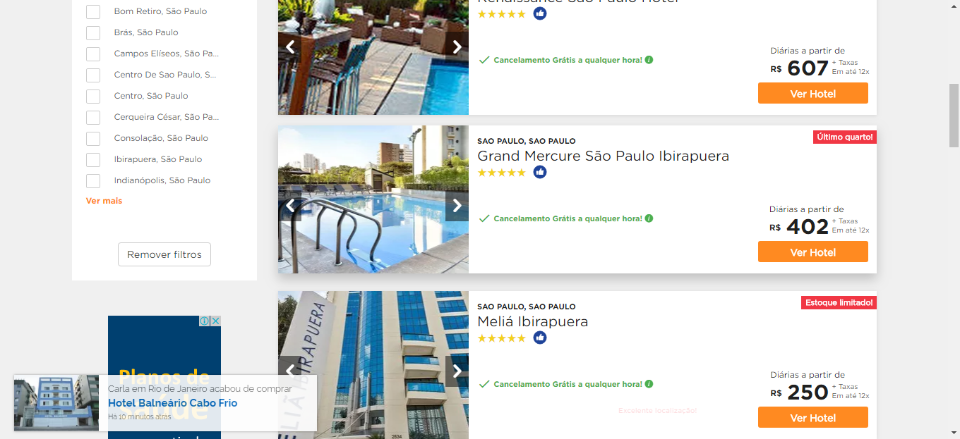 Bom Retiro, São Paulo
Brás, São Paulo
Campos Elíseos, São Pa...
Centro De Sao Paulo, S...
Centro, São Paulo
Cerqueira César, São Pa...
Consolação, São Paulo
Ibirapuera, São Paulo
Indianópolis, São Paulo
Ver mais
Remover filtros
Planos de
Saúde
Carla em Rio de Janeiro acabou de comprar
Hotel Balneário Cabo Frio
Há 10 minutos atrás
Renaissance São Paulo Hotel
Cancelamento Grátis a qualquer hora!
Diárias a partir de
R$ 607 + Taxas
Em até 12x
Ver Hotel
Último quarto!
SAO PAULO, SAO PAULO
Grand Mercure São Paulo Ibirapuera
Cancelamento Grátis a qualquer hora!
Diárias a partir de
R$ 402 + Taxas
Em até 12x
Ver Hotel
Estoque limitado!
SAO PAULO, SAO PAULO
Meliá Ibirapuera
MELIÁ IBIRAPUERA
Cancelamento Grátis a qualquer hora!
Excelente localização!
Diárias a partir de
R$ 250 + Taxas
Em até 12x
Ver Hotel